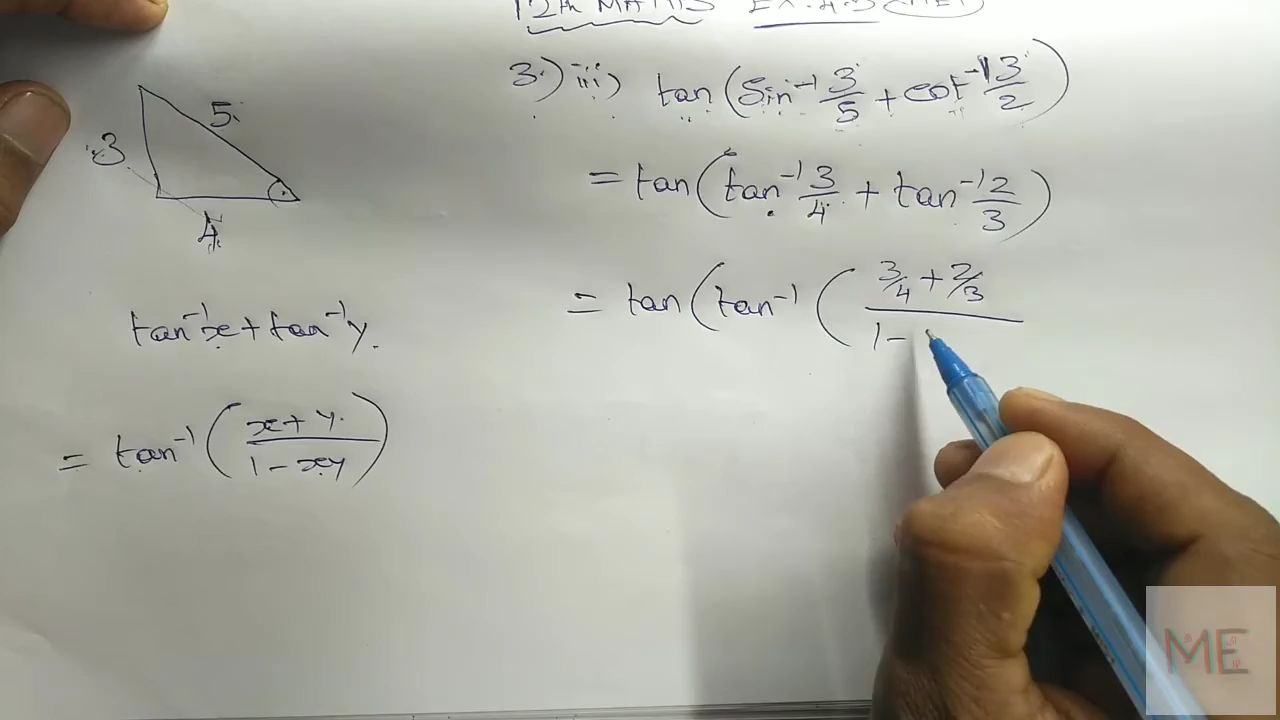 12th MATHS Ex. 4.5
3) iii) tan(Sin⁻¹ 3/5 + cot⁻¹ 3/2)
= tan(tan⁻¹ 3/4 + tan⁻¹ 2/3)
= tan(tan⁻¹(3/4 + 2/3 / 1 -
5
3
4
tan⁻¹x + tan⁻¹y.
= tan⁻¹(x + y / 1 - xy)
ME